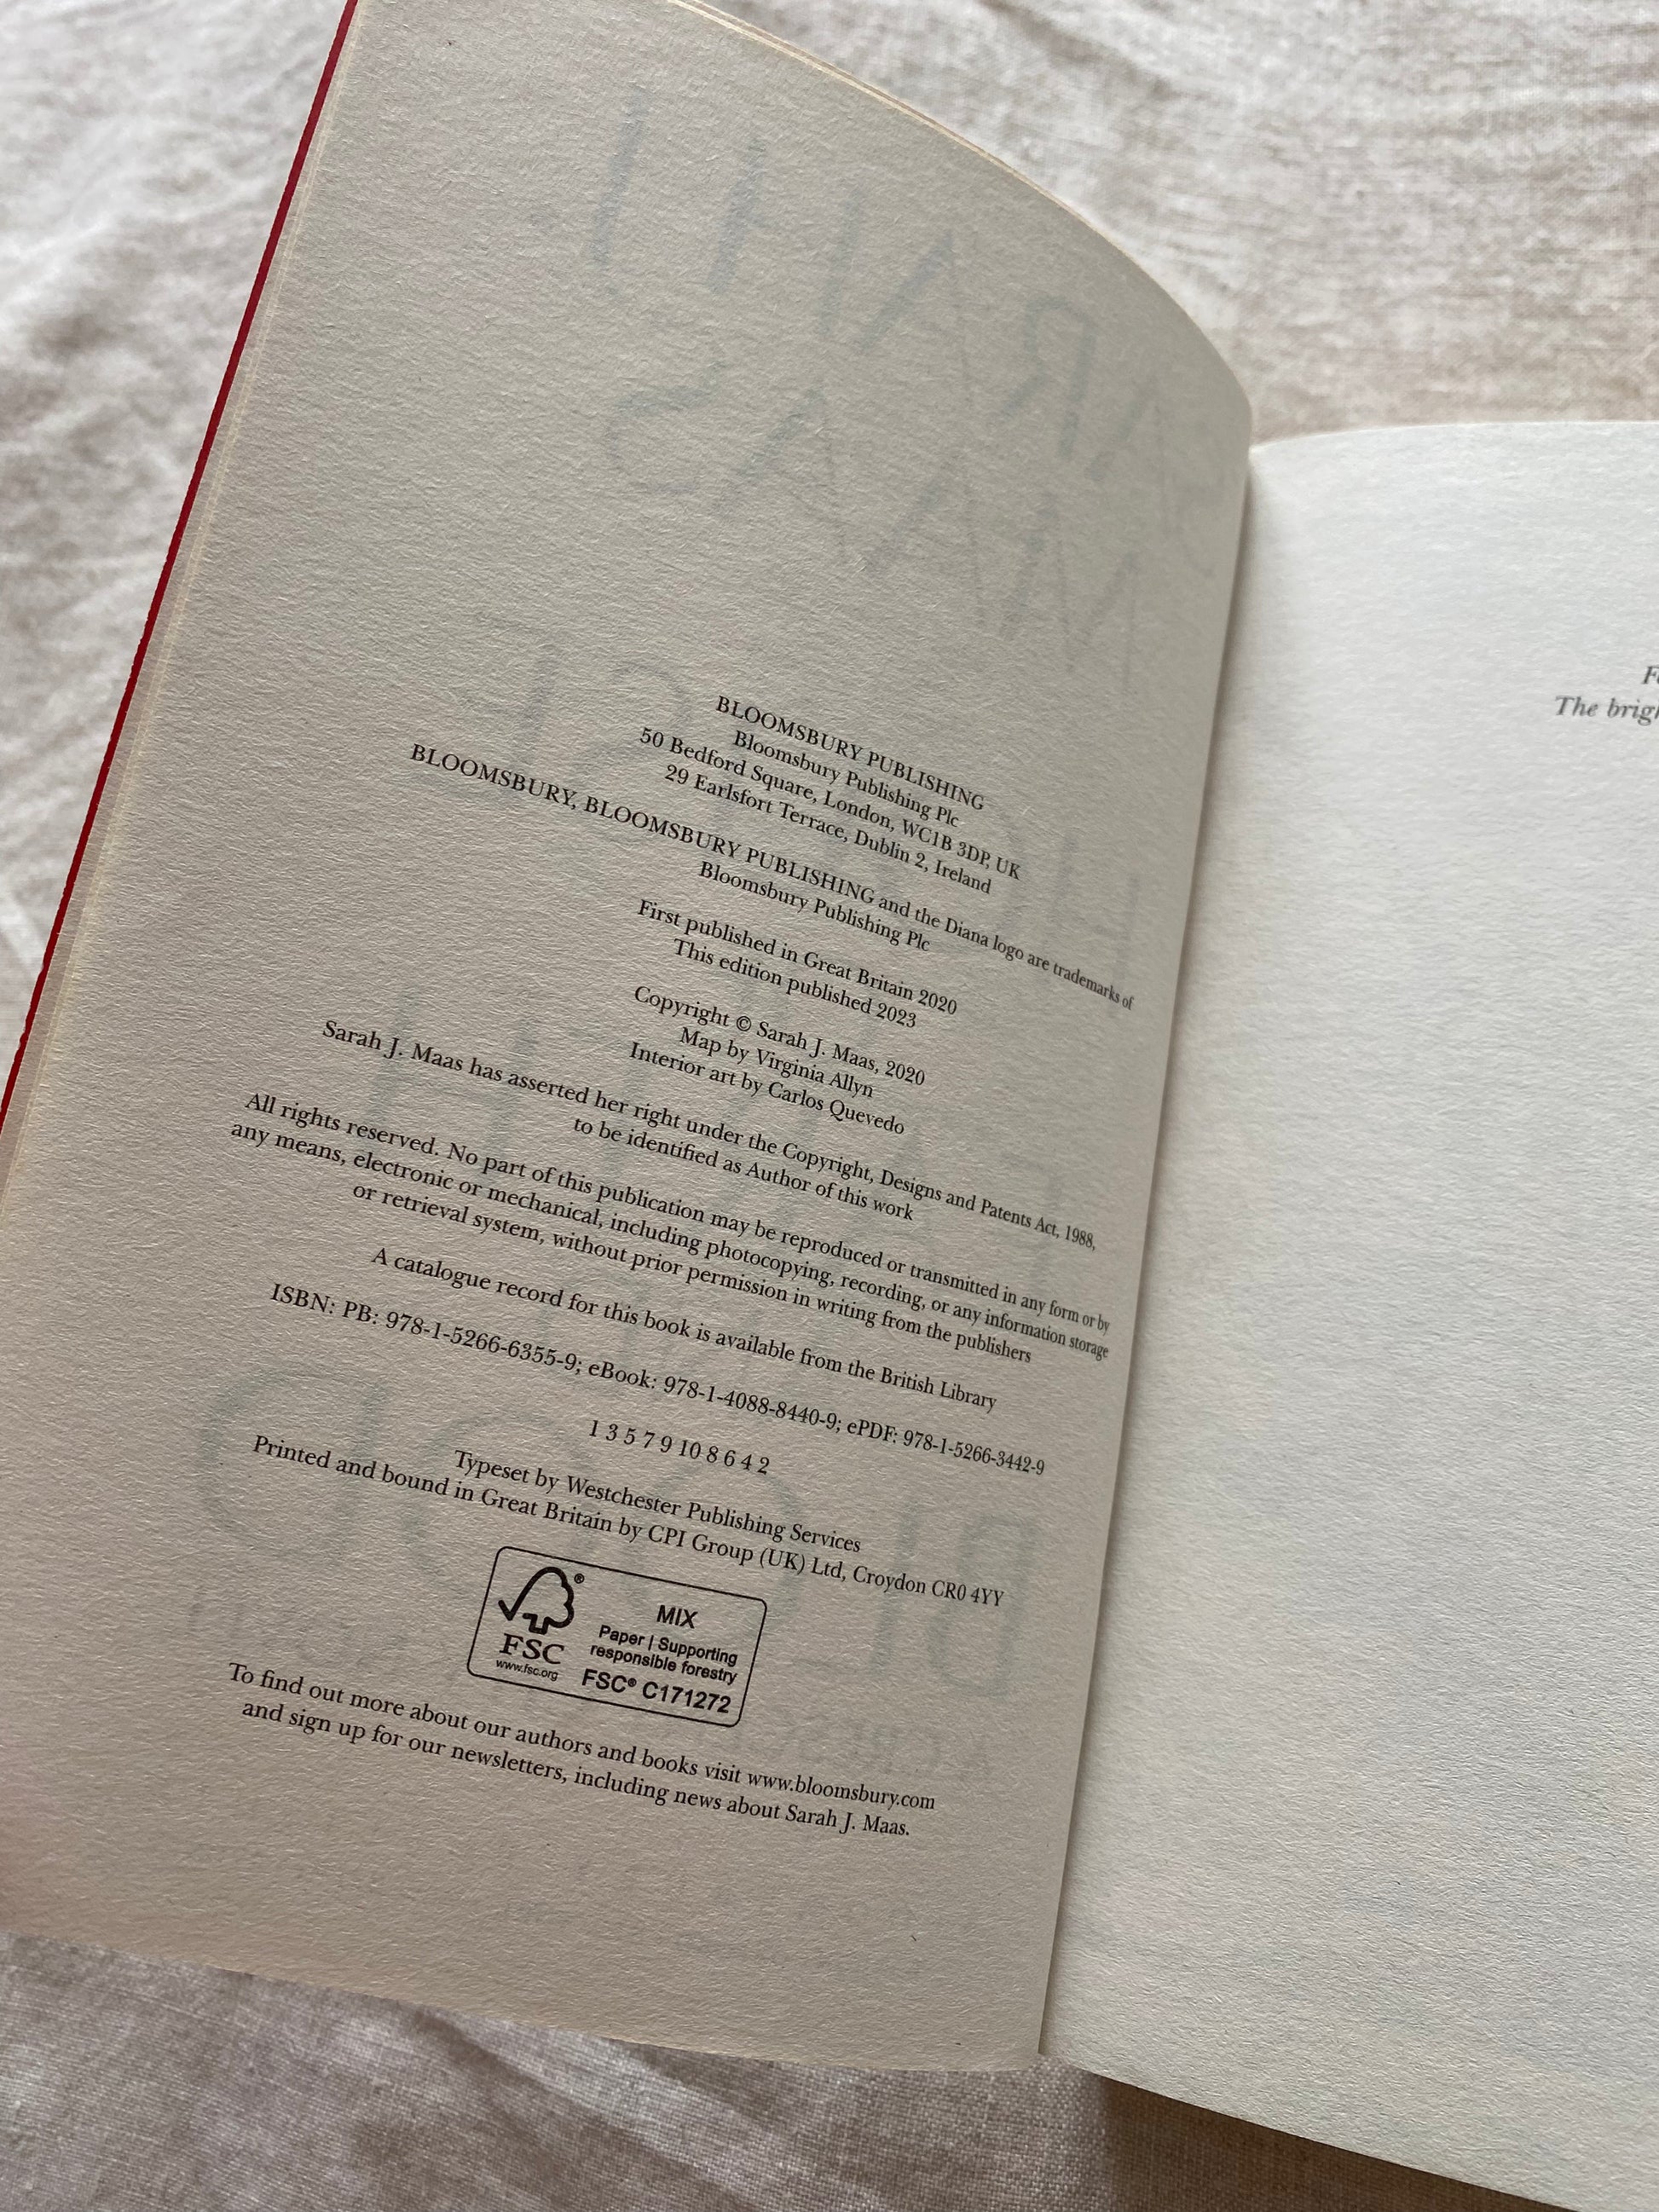 BLOOMSBURY PUBLISHING
Bloomsbury Publishing Plc
50 Bedford Square, London, WC1B 3DP, UK
29 Earlsfort Terrace, Dublin 2, Ireland
BLOOMSBURY, BLOOMSBURY PUBLISHING and the Diana logo are trademarks of
Bloomsbury Publishing Plc
First published in Great Britain 2020
This edition published 2023
Copyright © Sarah J. Maas, 2020
Map by Virginia Allyn
Interior art by Carlos Quevedo
Sarah J. Maas has asserted her right under the Copyright, Designs and Patents Act, 1988,
to be identified as Author of this work
All rights reserved. No part of this publication may be reproduced or transmitted in any form or by
any means, electronic or mechanical, including photocopying, recording, or any information storage
or retrieval system, without prior permission in writing from the publishers
A catalogue record for this book is available from the British Library
ISBN: PB: 978-1-5266-6355-9; eBook: 978-1-4088-8440-9; ePDF: 978-1-5266-3442-9
1 3 5 7 9 10 8 6 4 2
Typeset by Westchester Publishing Services
Printed and bound in Great Britain by CPI Group (UK) Ltd, Croydon CR0 4YY
MIX
Paper | Supporting
responsible forestry
FSC® C171272
FSC
www.fsc.org
To find out more about our authors and books visit www.bloomsbury.com
and sign up for our newsletters, including news about Sarah J. Maas.
The